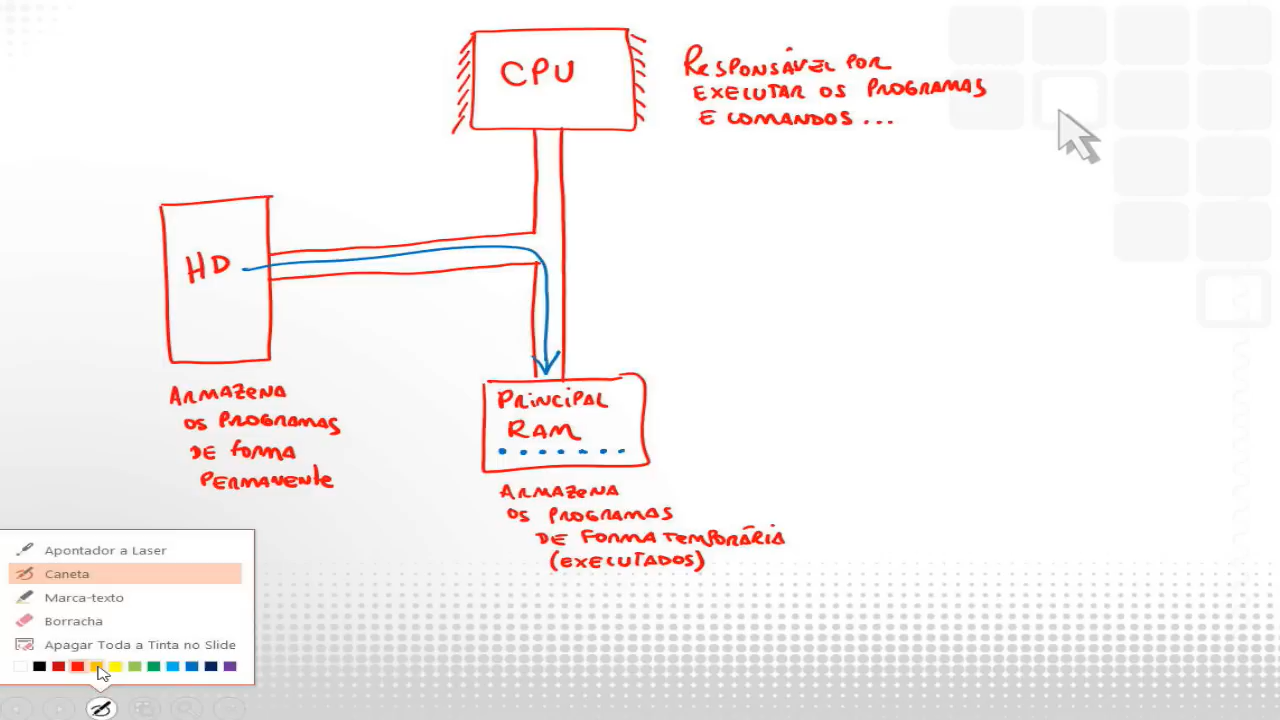 CPU
RESPONSÁVEL POR
EXECUTAR OS PROGRAMAS
E COMANDOS...
HD
ARMAZENA
OS PROGRAMAS
DE FORMA
PERMANENTE
PRINCIPAL
RAM
ARMAZENA
OS PROGRAMAS
DE FORMA TEMPORÁRIA
(EXECUTADOS)
Apontador a Laser
Caneta
Marca-texto
Borracha
Apagar Toda a Tinta no Slide